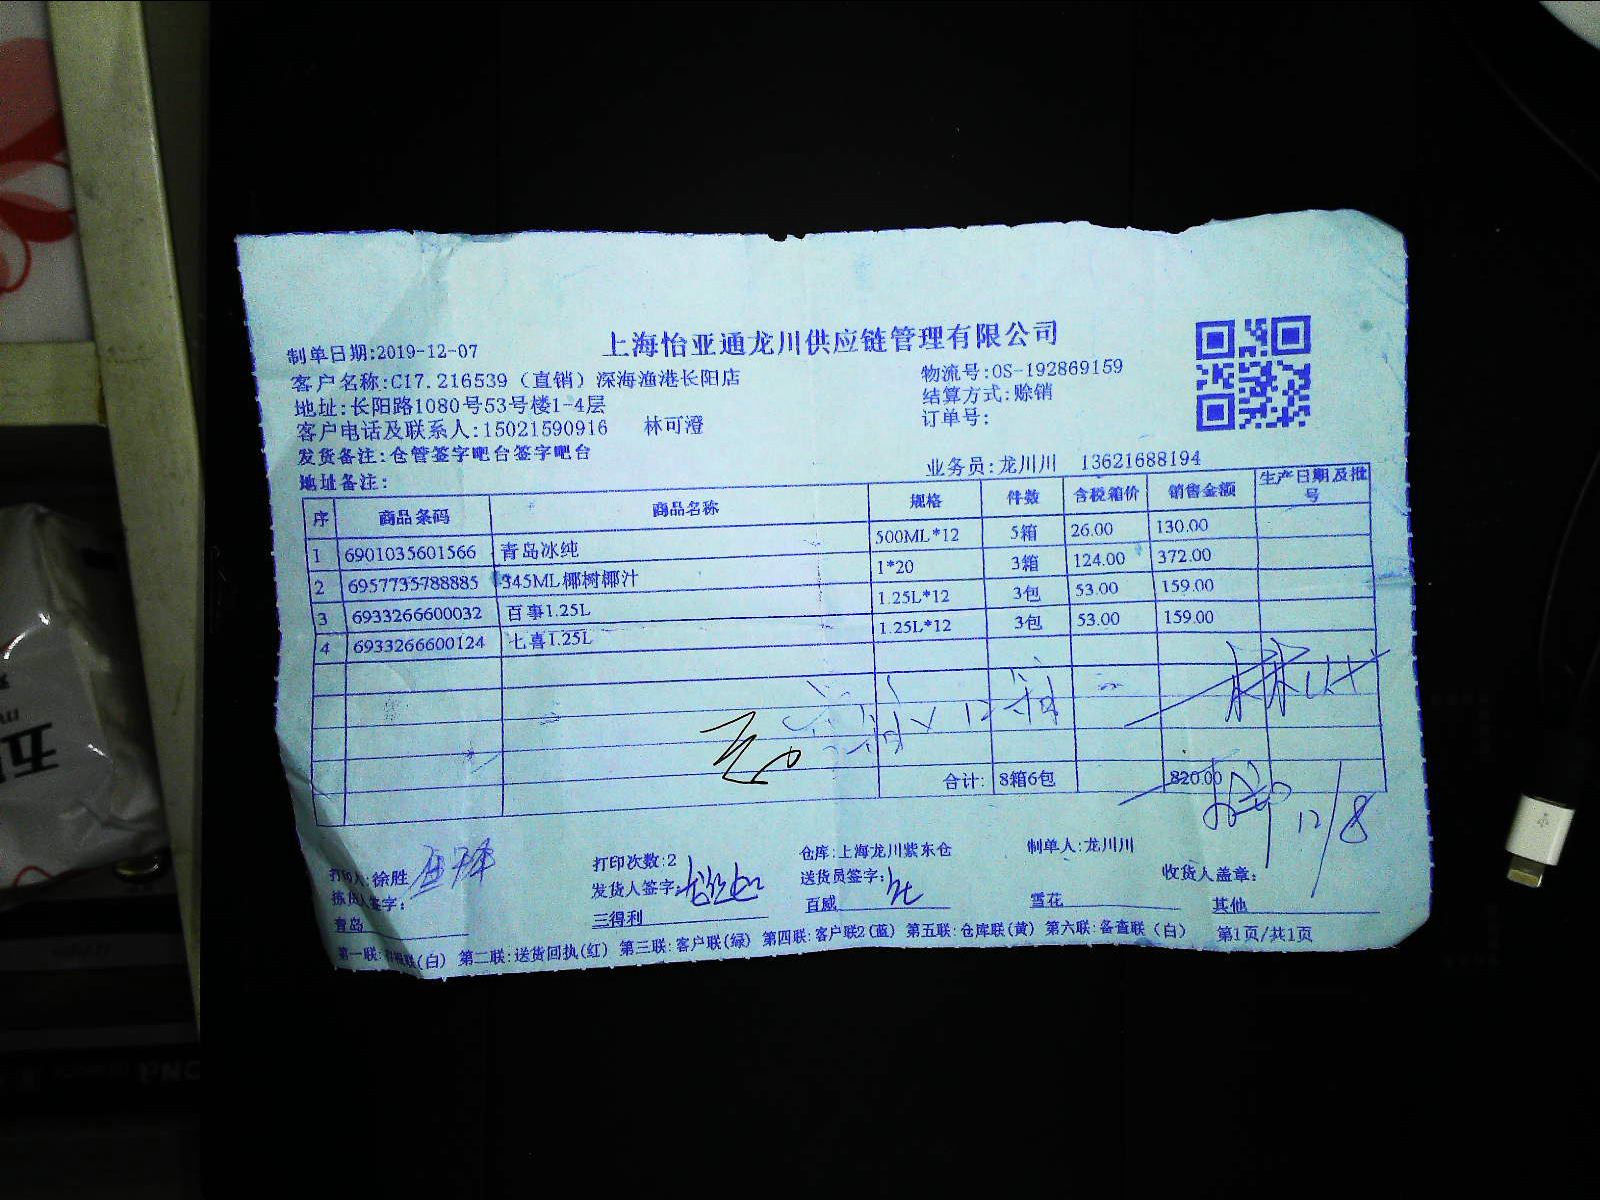 上海怡亚通龙川供应链管理有限公司
制单日期:2019-12-07
客户名称:C17.216539（直销）深海渔港长阳店
物流号:OS-192869159
地址:长阳路1080号53号楼1-4层
结算方式:赊销
客户电话及联系人:15021590916 林可澄
订单号:
发货备注:仓管签字吧台签字吧台
业务员:龙川川 13621688194
地址备注:
序 商品条码 商品名称 规格 件数 含税箱价 销售金额 生产日期及批号
1 6901035601566 青岛冰纯 500ML*12 5箱 26.00 130.00
2 6957735788885 345ML椰树椰汁 1*20 3箱 124.00 372.00
3 6933266600032 百事1.25L 1.25L*12 3包 53.00 159.00
4 6933266600124 七喜1.25L 1.25L*12 3包 53.00 159.00
合计: 8箱6包 820.00
12/8
打印人:徐胜 打印次数:2 仓库:上海龙川紫东仓 制单人:龙川川
拣货人签字: 发货人签字: 送货员签字: 收货人盖章:
青岛 三得利 百威 雪花 其他
第一联:存根联(白) 第二联:送货回执(红) 第三联:客户联(绿) 第四联:客户联2(蓝) 第五联:仓库联(黄) 第六联:备查联(白) 第1页/共1页